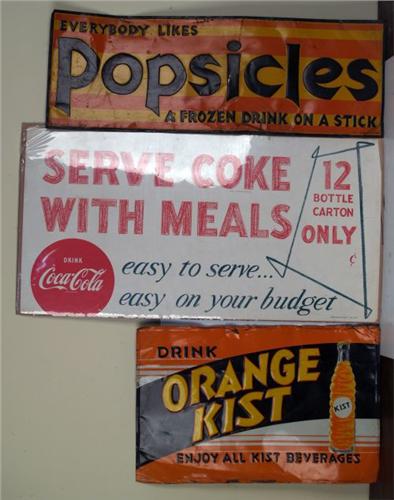 EVERYBODY LIKES
Popsicles
A FROZEN DRINK ON A STICK
SERVE COKE
WITH MEALS
12
BOTTLE
CARTON
ONLY
¢
DRINK
Coca-Cola
easy to serve...
easy on your budget
DRINK
ORANGE
KIST
KIST
ENJOY ALL KIST BEVERAGES